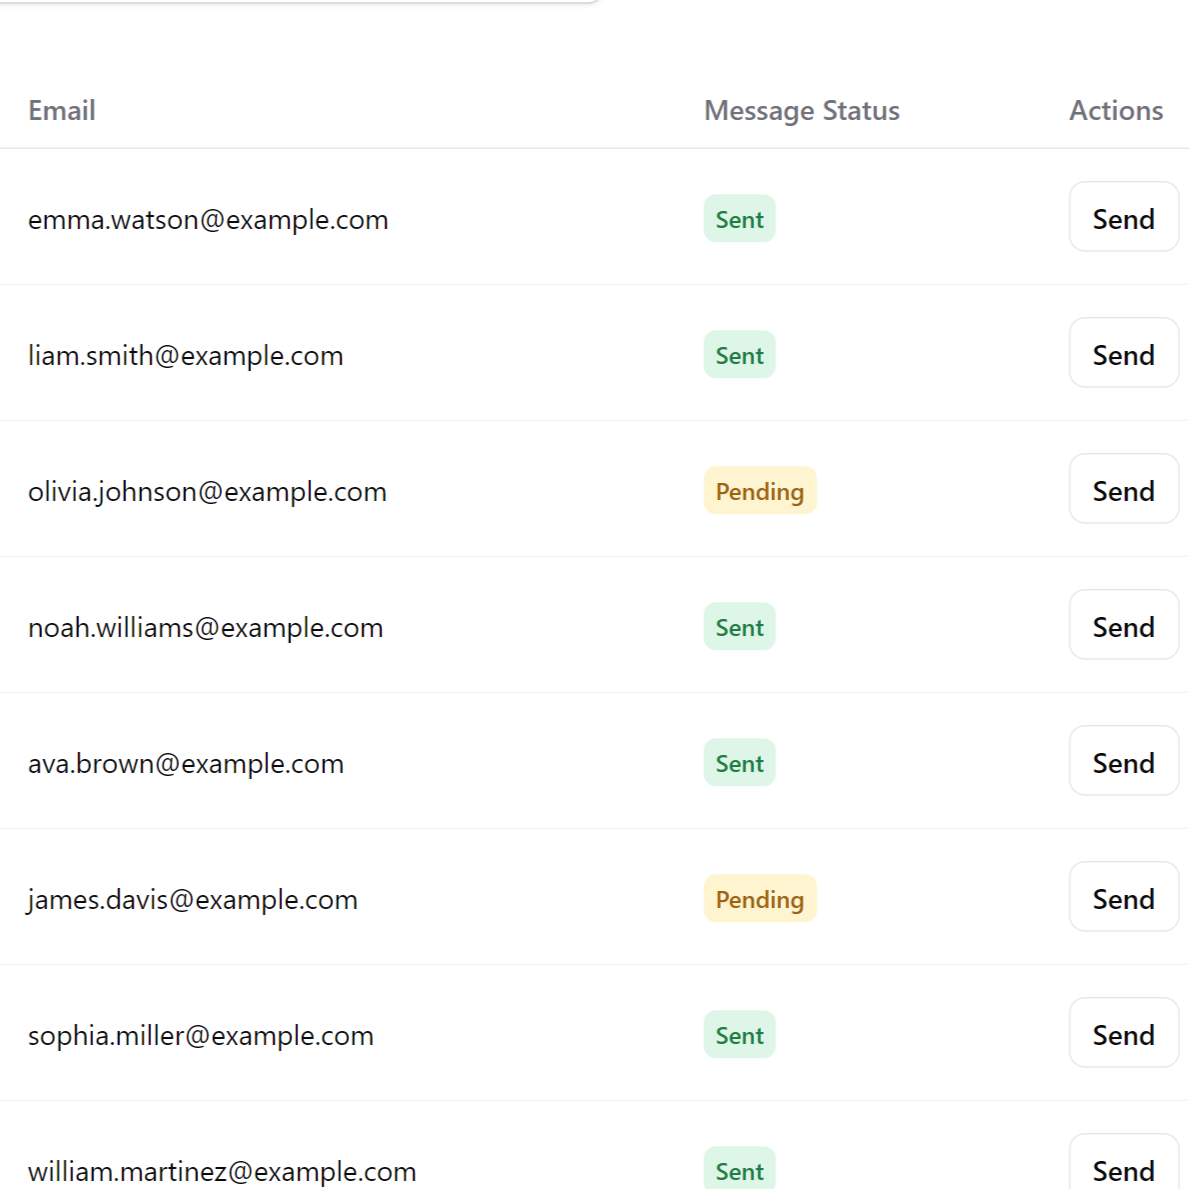 Email Message Status Actions
emma.watson@example.com Sent Send
liam.smith@example.com Sent Send
olivia.johnson@example.com Pending Send
noah.williams@example.com Sent Send
ava.brown@example.com Sent Send
james.davis@example.com Pending Send
sophia.miller@example.com Sent Send
william.martinez@example.com Sent Send